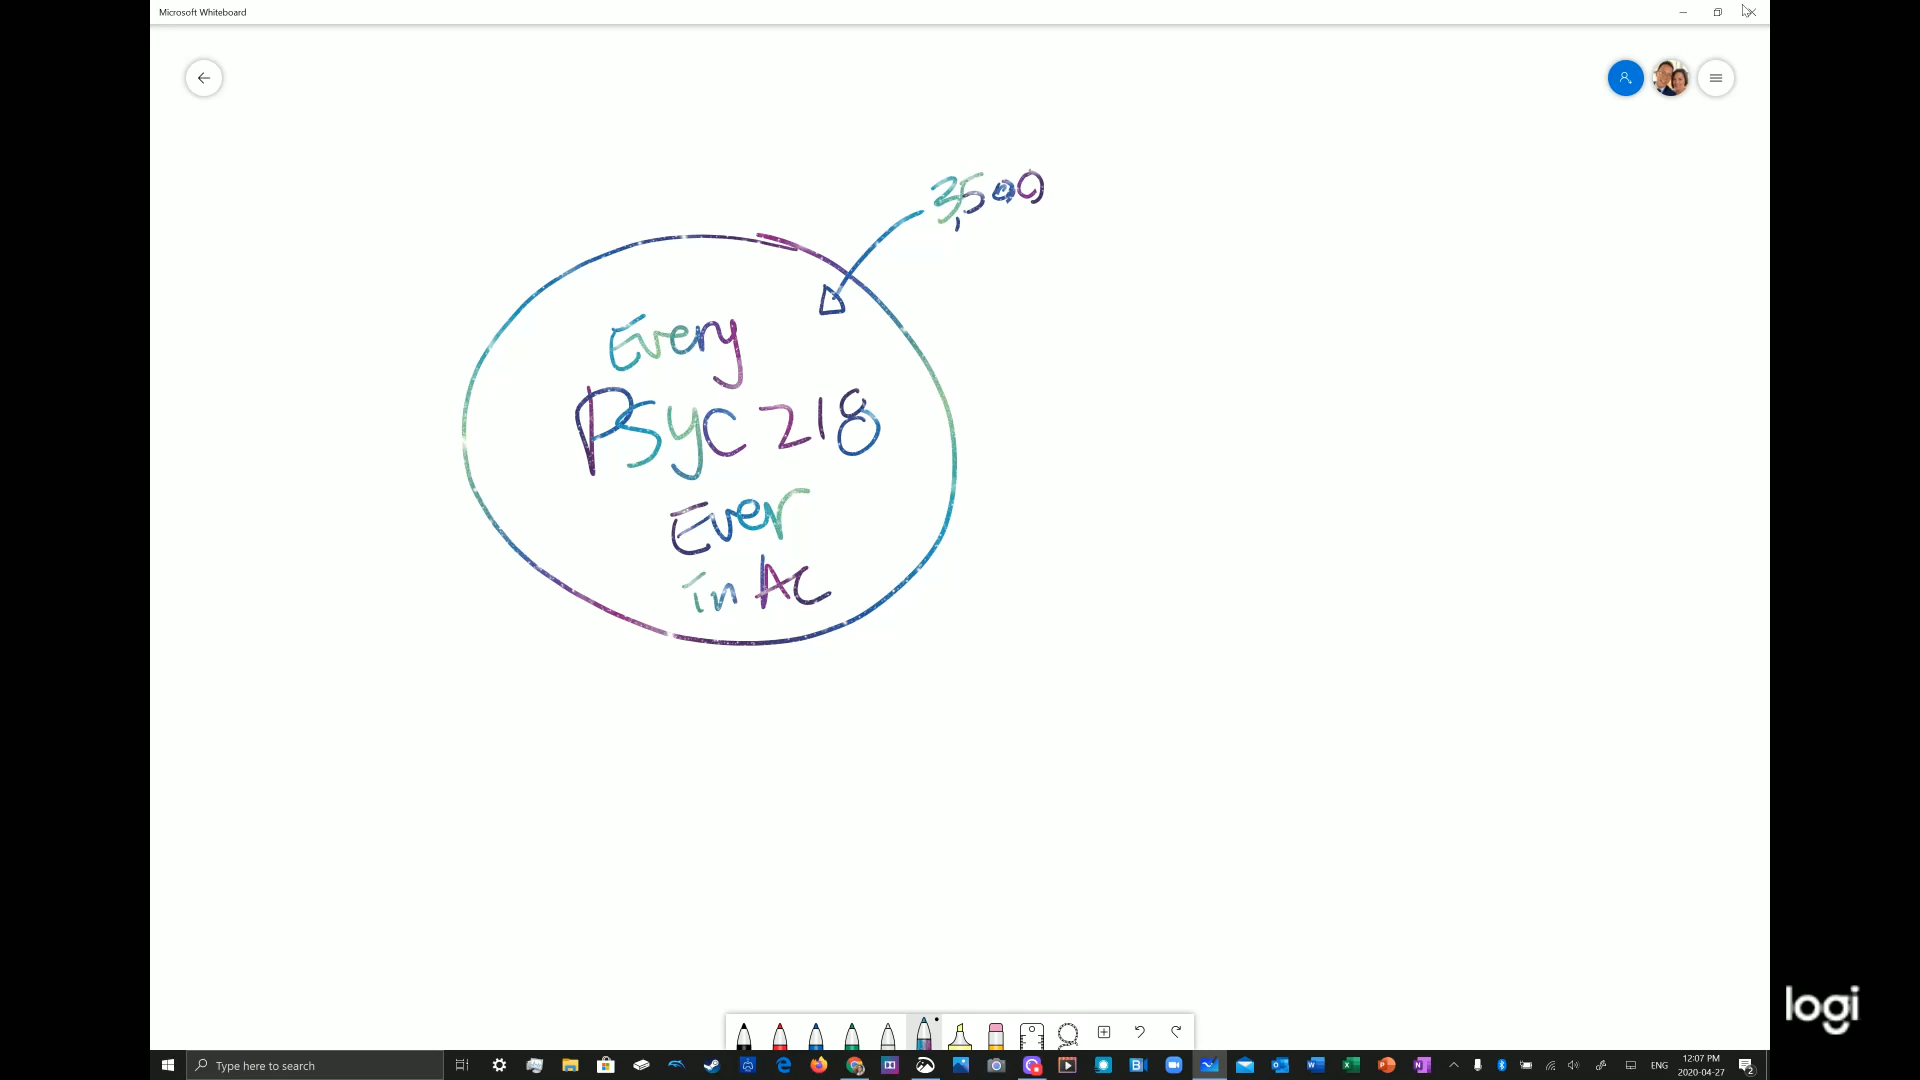 Microsoft Whiteboard
3,500
Every
PSYC 218
Ever
in AC
logi
Type here to search
ENG
12:07 PM
2020-04-27
2